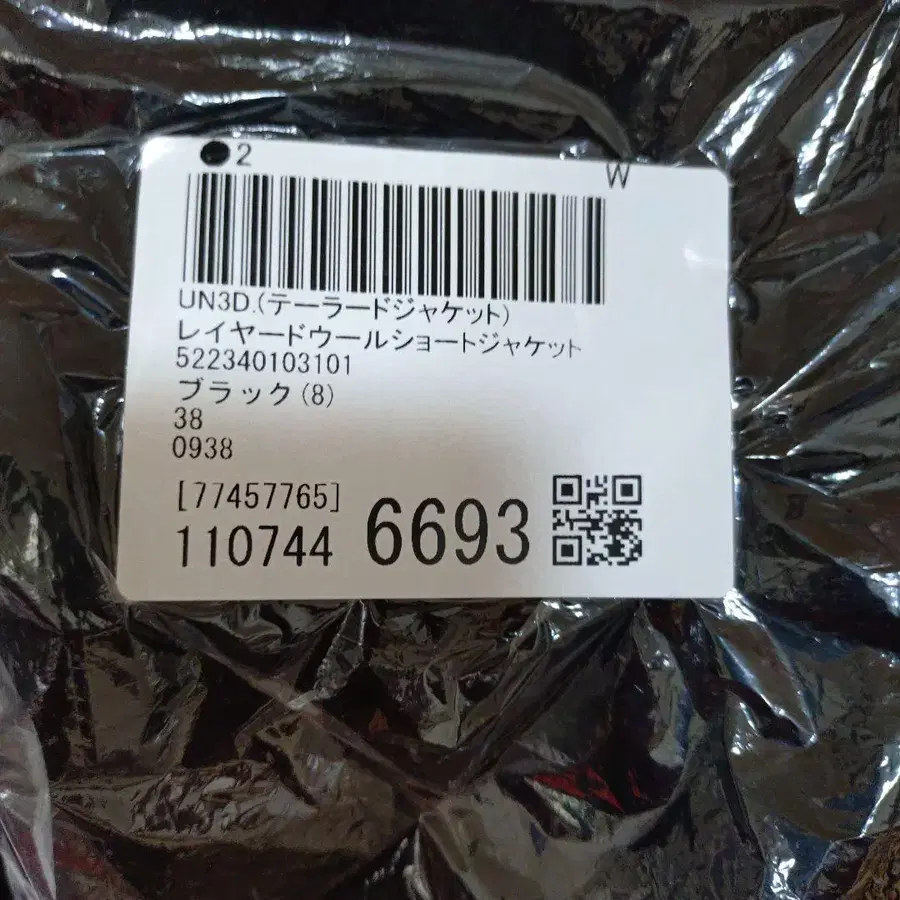 ●2
W
UN3D.(テーラードジャケット)
レイヤードウールショートジャケット
522340103101
ブラック(8)
38
0938
[77457765]
110744 6693